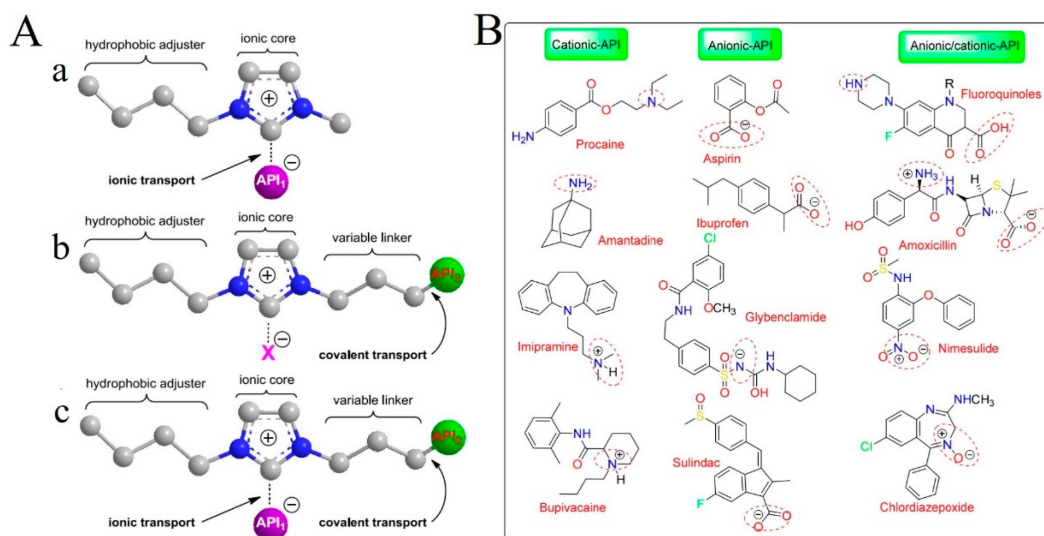 A
a
hydrophobic adjuster
ionic core
+
ionic transport
API1
−
b
hydrophobic adjuster
ionic core
variable linker
+
API2
X
−
covalent transport
c
hydrophobic adjuster
ionic core
variable linker
+
API2
ionic transport
API1
−
covalent transport
B
Cationic-API
Anionic-API
Anionic/cationic-API
H2N
O
O
N
Procaine
O
O
O
O
−
Aspirin
HN
N
R
N
F
O
O
OH
Fluoroquinoles
NH2
Amantadine
O
O
−
Ibuprofen
NH3
+
HO
O
H
N
H
S
N
O
O
O
−
Amoxicillin
N
N
+
H
Imipramine
Cl
O
NH
OCH3
Glybenclamide
O
O
S
N
−
H
N
OH
O
S
O
NH
O
N
O
O
+
−
Nimesulide
NH
O
N
+
H
Bupivacaine
O
S
Sulindac
F
O
O
−
NHCH3
N
Cl
N
+
O
−
Chlordiazepoxide